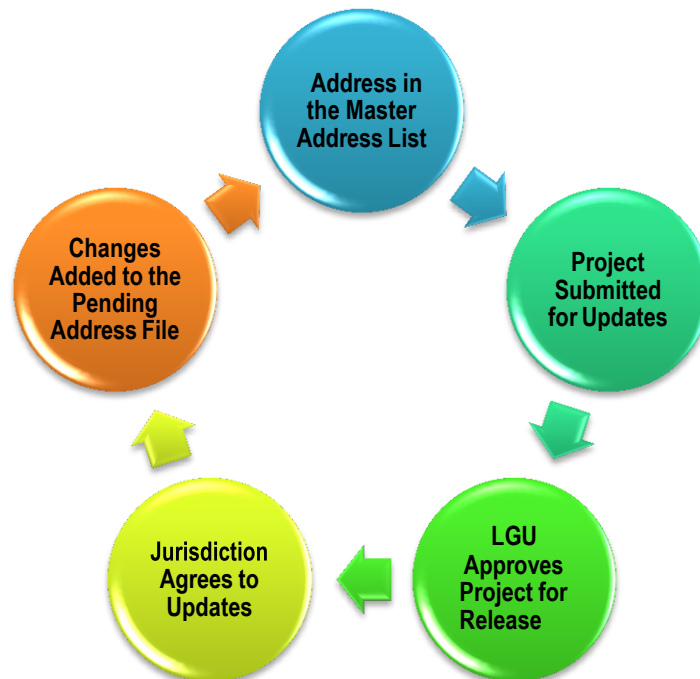 Address in
the Master
Address List
Project
Submitted
for Updates
LGU
Approves
Project for
Release
Jurisdiction
Agrees to
Updates
Changes
Added to the
Pending
Address File